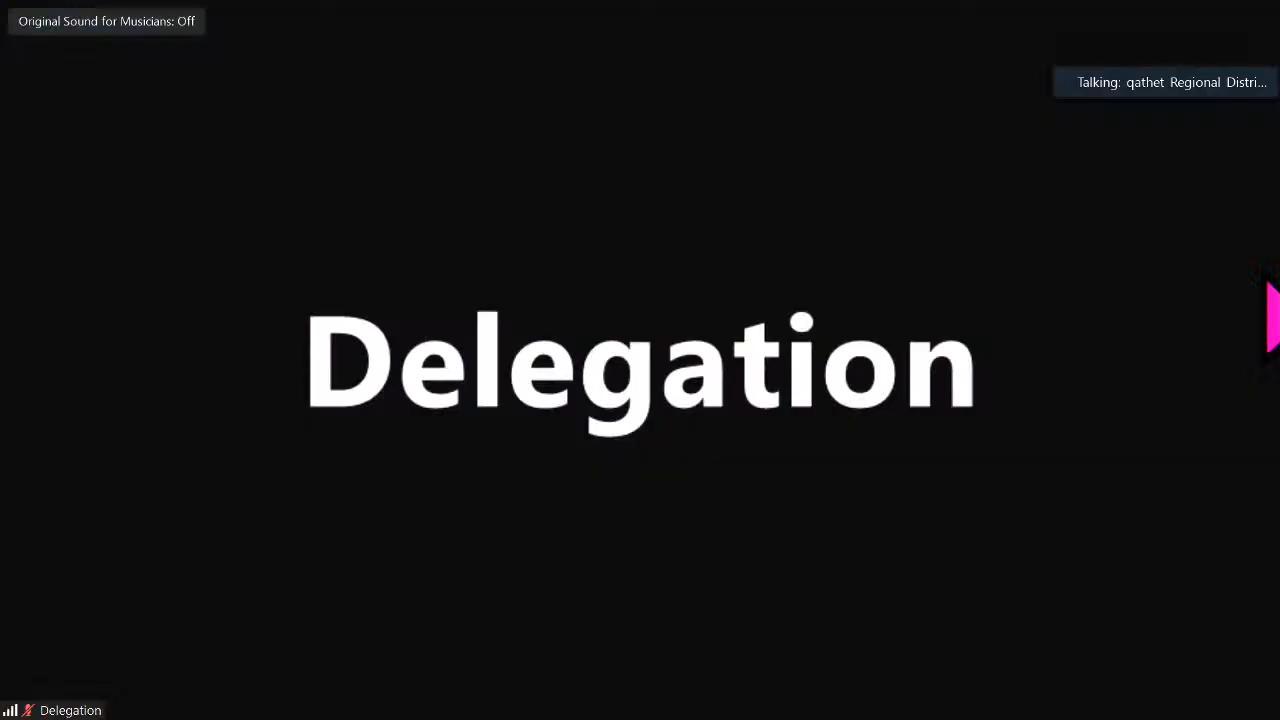 Original Sound for Musicians: Off
Talking: qathet Regional Distri...
Delegation
Delegation